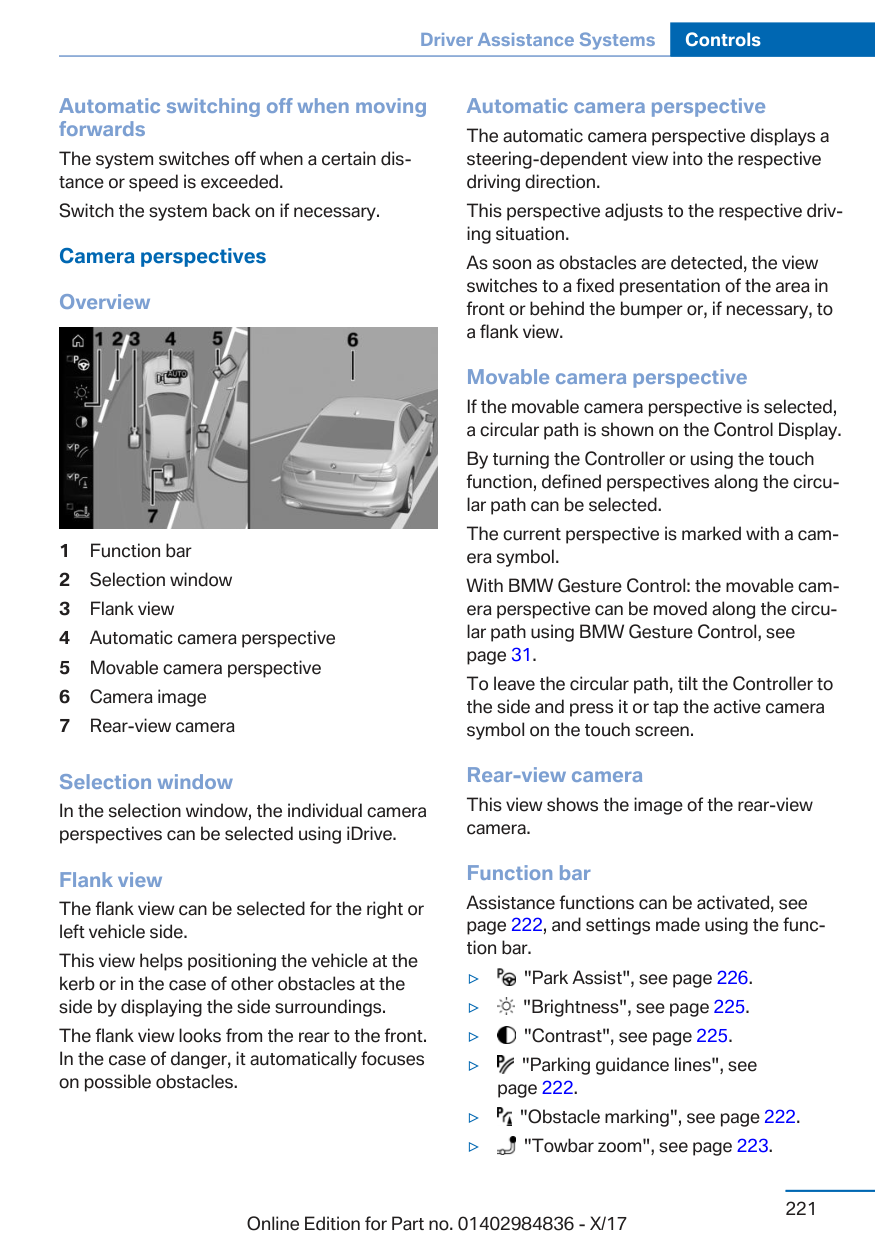 Driver Assistance Systems Controls
Automatic switching off when moving
forwards
The system switches off when a certain dis-
tance or speed is exceeded.
Switch the system back on if necessary.
Camera perspectives
Overview
1 2 3 4 5 6
AUTO
7
1 Function bar
2 Selection window
3 Flank view
4 Automatic camera perspective
5 Movable camera perspective
6 Camera image
7 Rear-view camera
Selection window
In the selection window, the individual camera
perspectives can be selected using iDrive.
Flank view
The flank view can be selected for the right or
left vehicle side.
This view helps positioning the vehicle at the
kerb or in the case of other obstacles at the
side by displaying the side surroundings.
The flank view looks from the rear to the front.
In the case of danger, it automatically focuses
on possible obstacles.
Automatic camera perspective
The automatic camera perspective displays a
steering-dependent view into the respective
driving direction.
This perspective adjusts to the respective driv-
ing situation.
As soon as obstacles are detected, the view
switches to a fixed presentation of the area in
front or behind the bumper or, if necessary, to
a flank view.
Movable camera perspective
If the movable camera perspective is selected,
a circular path is shown on the Control Display.
By turning the Controller or using the touch
function, defined perspectives along the circu-
lar path can be selected.
The current perspective is marked with a cam-
era symbol.
With BMW Gesture Control: the movable cam-
era perspective can be moved along the circu-
lar path using BMW Gesture Control, see
page 31.
To leave the circular path, tilt the Controller to
the side and press it or tap the active camera
symbol on the touch screen.
Rear-view camera
This view shows the image of the rear-view
camera.
Function bar
Assistance functions can be activated, see
page 222, and settings made using the func-
tion bar.
▷ "Park Assist", see page 226.
▷ "Brightness", see page 225.
▷ "Contrast", see page 225.
▷ "Parking guidance lines", see
page 222.
▷ "Obstacle marking", see page 222.
▷ "Towbar zoom", see page 223.
221
Online Edition for Part no. 01402984836 - X/17